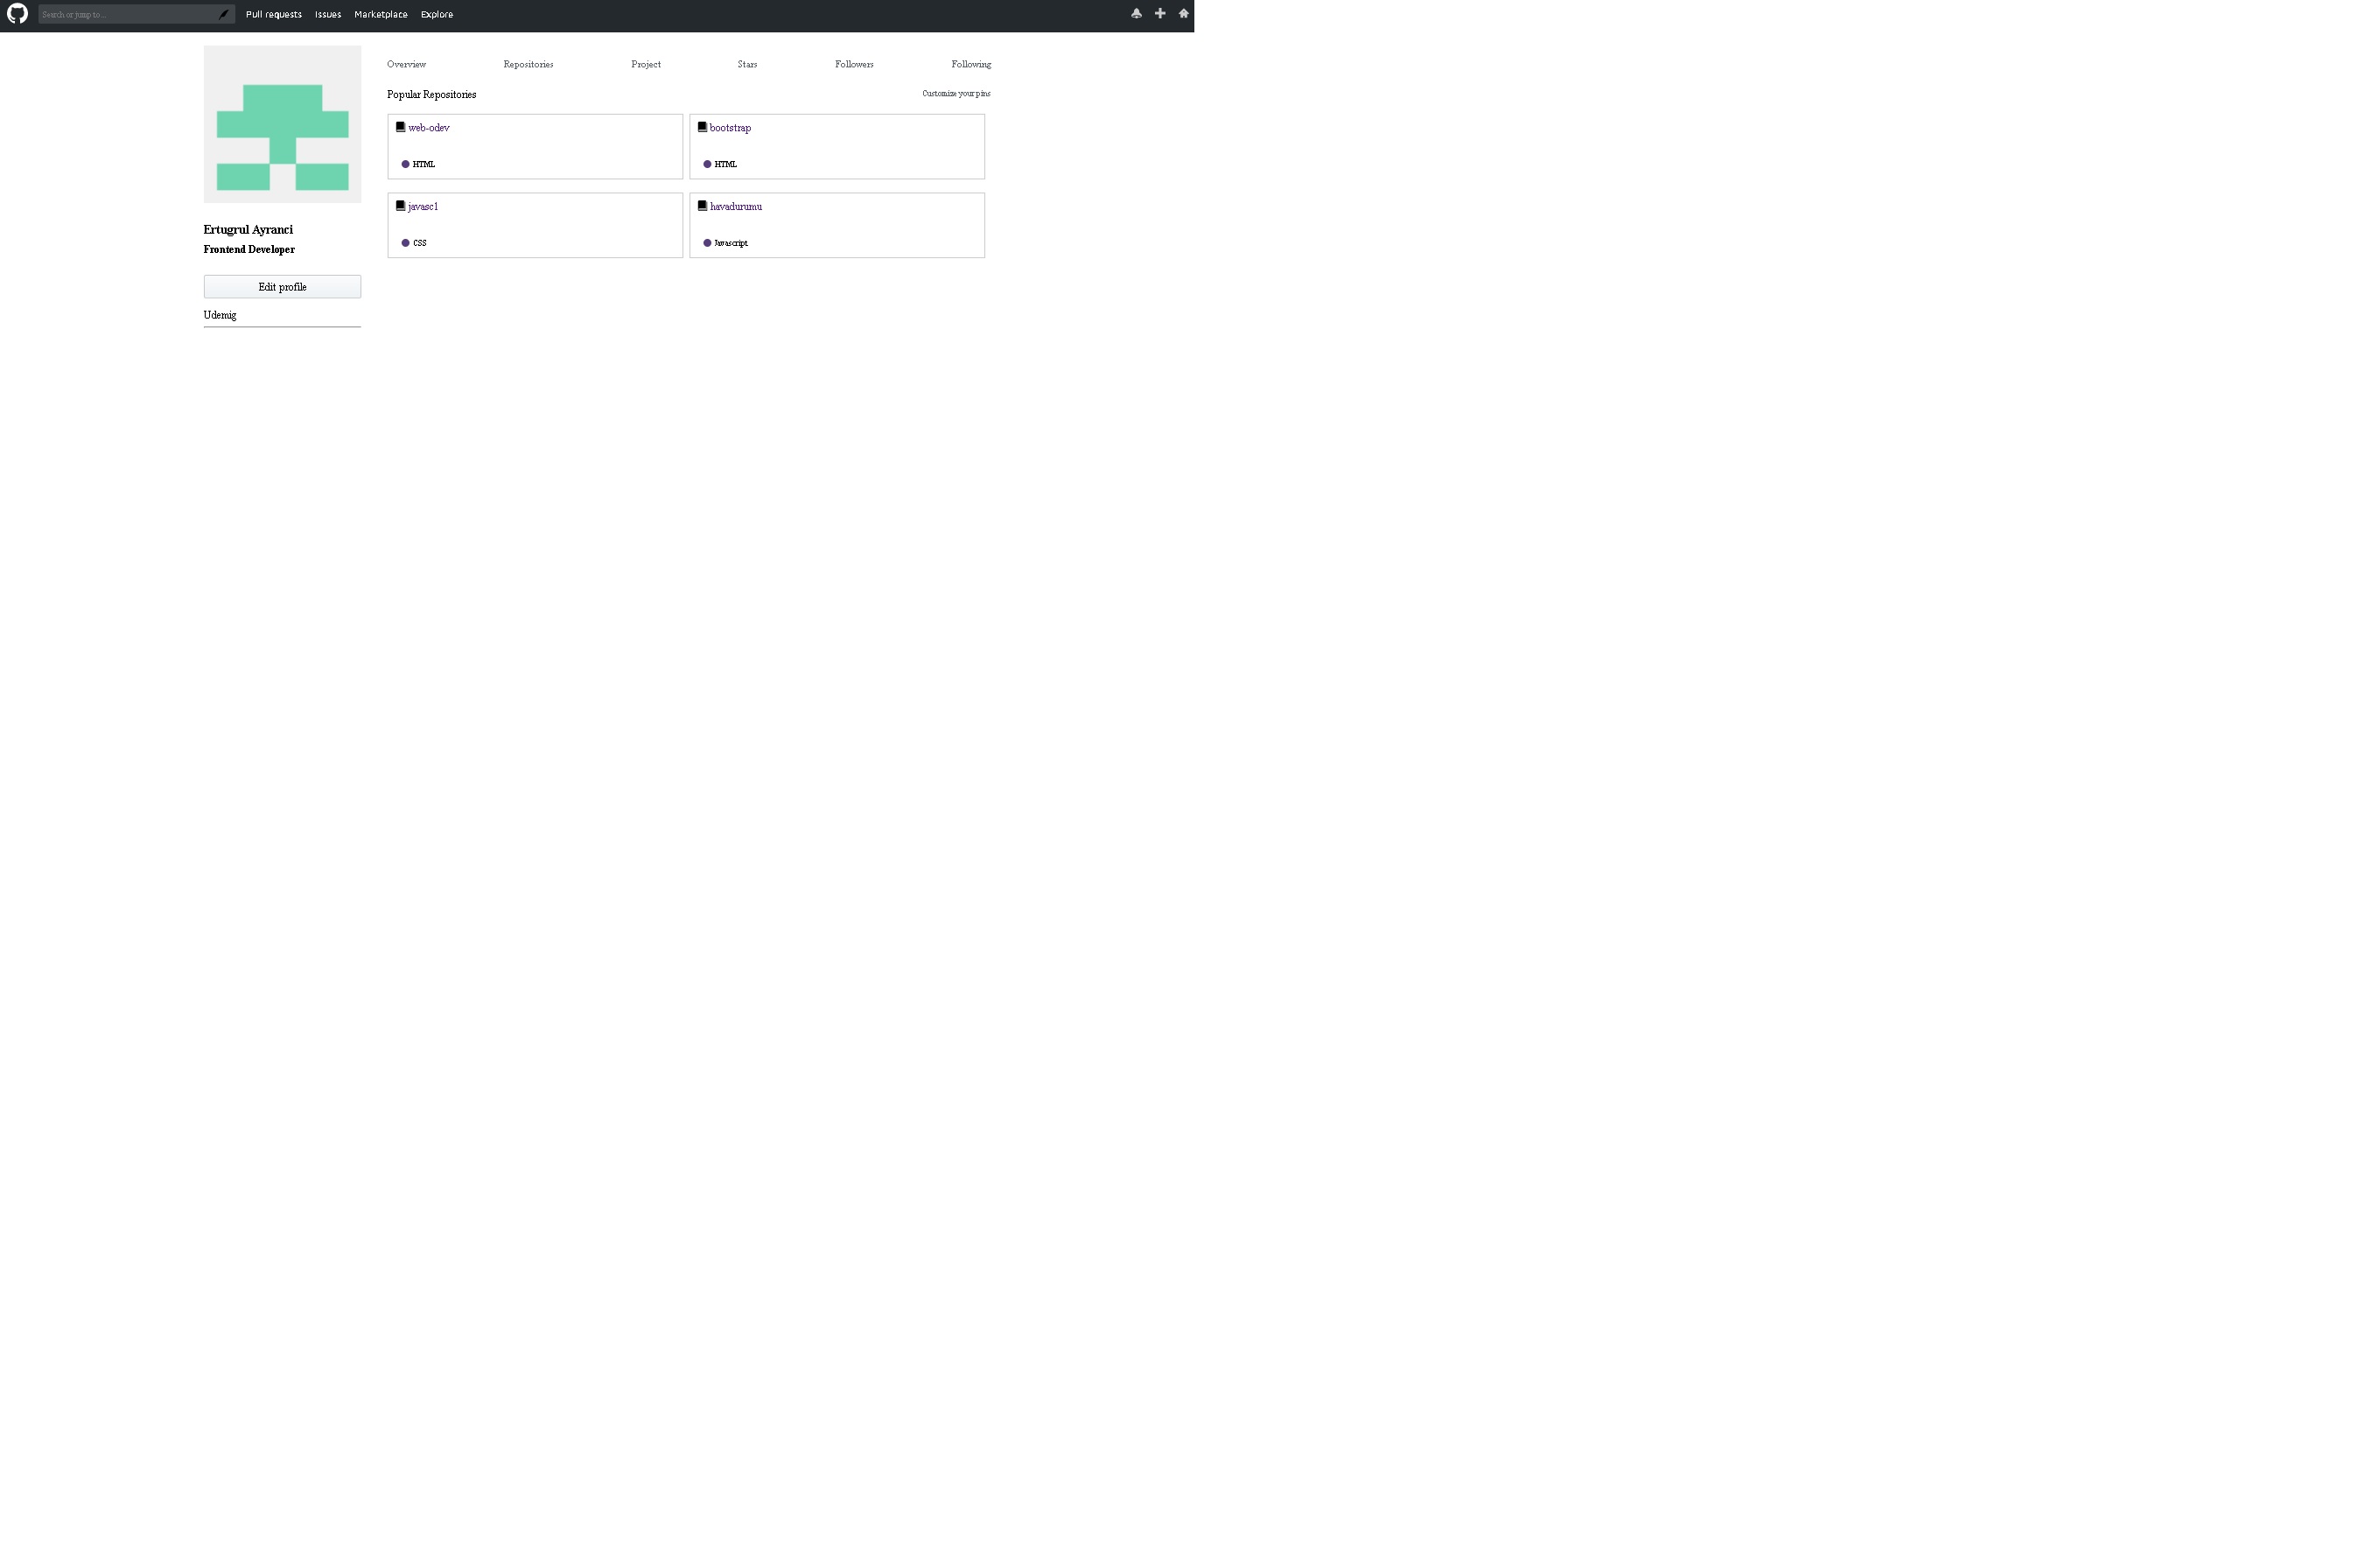 Search or jump to...
Pull requests Issues Marketplace Explore
Overview Repositories Project Stars Followers Following
Popular Repositories
Customize your pins
web-odev
HTML
bootstrap
HTML
javasc1
CSS
havadurumu
Javascript
Ertugrul Ayranci
Frontend Developer
Edit profile
Udemig